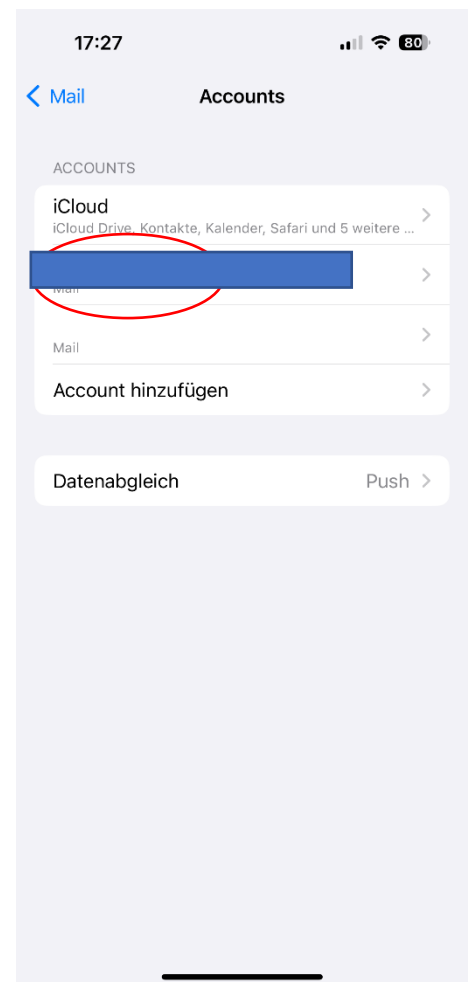 17:27
80
Mail
Accounts
ACCOUNTS
iCloud
iCloud Drive, Kontakte, Kalender, Safari und 5 weitere ...
Mail
Mail
Account hinzufügen
Datenabgleich
Push